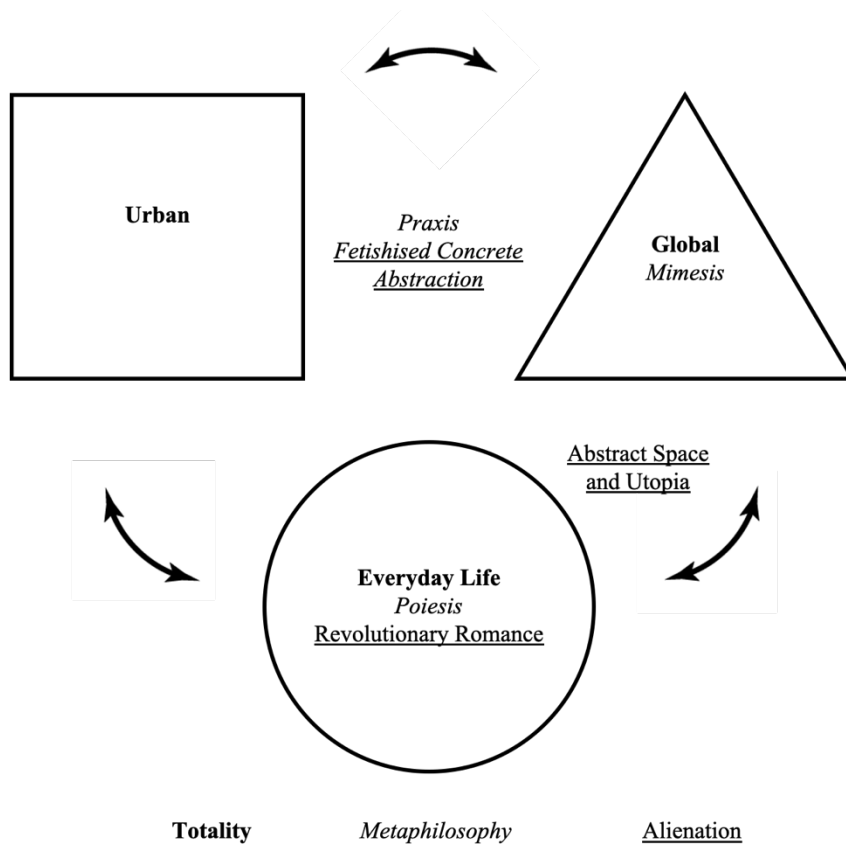 Urban
Praxis
Fetishised Concrete
Abstraction
Global
Mimesis
Abstract Space
and Utopia
Everyday Life
Poiesis
Revolutionary Romance
Totality
Metaphilosophy
Alienation